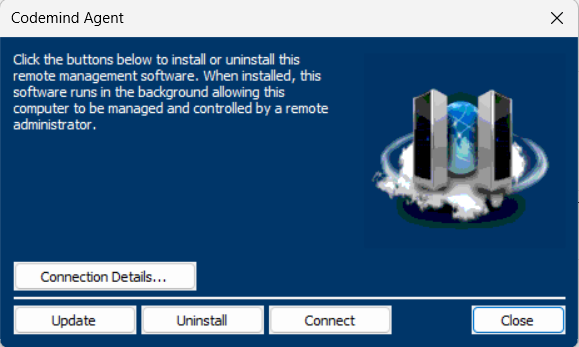 Codemind Agent
Click the buttons below to install or uninstall this
remote management software. When installed, this
software runs in the background allowing this
computer to be managed and controlled by a remote
administrator.
Connection Details...
Update Uninstall Connect Close